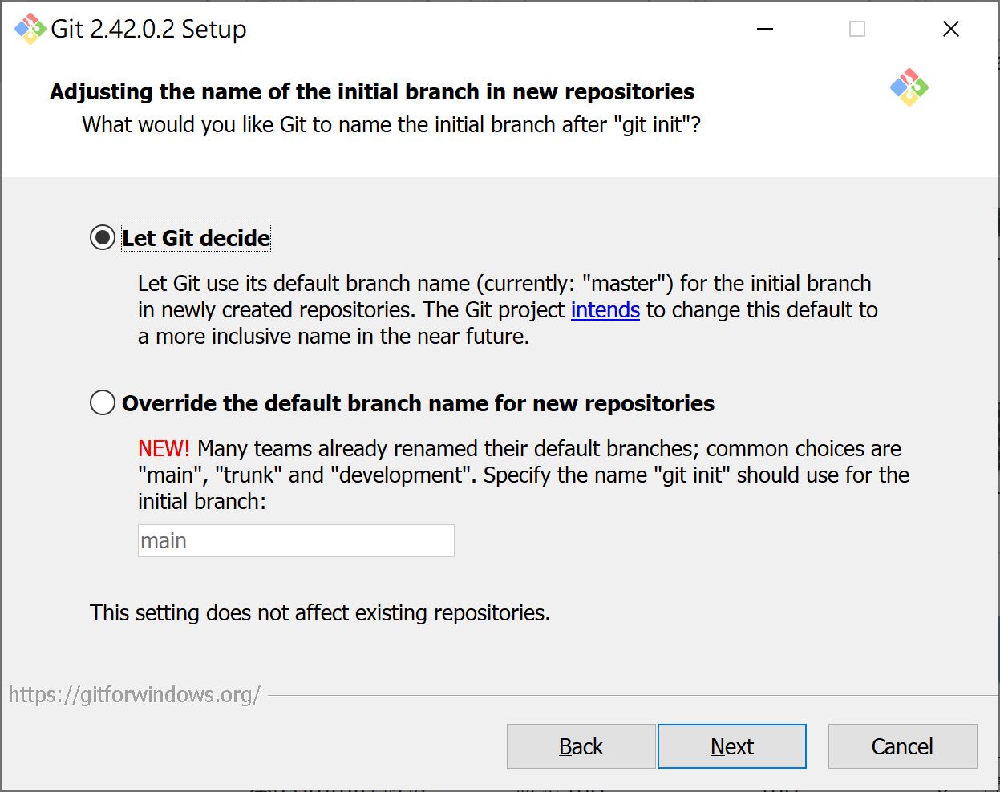 Git 2.42.0.2 Setup
Adjusting the name of the initial branch in new repositories
What would you like Git to name the initial branch after "git init"?
Let Git decide
Let Git use its default branch name (currently: "master") for the initial branch
in newly created repositories. The Git project intends to change this default to
a more inclusive name in the near future.
Override the default branch name for new repositories
NEW! Many teams already renamed their default branches; common choices are
"main", "trunk" and "development". Specify the name "git init" should use for the
initial branch:
main
This setting does not affect existing repositories.
https://gitforwindows.org/
Back
Next
Cancel